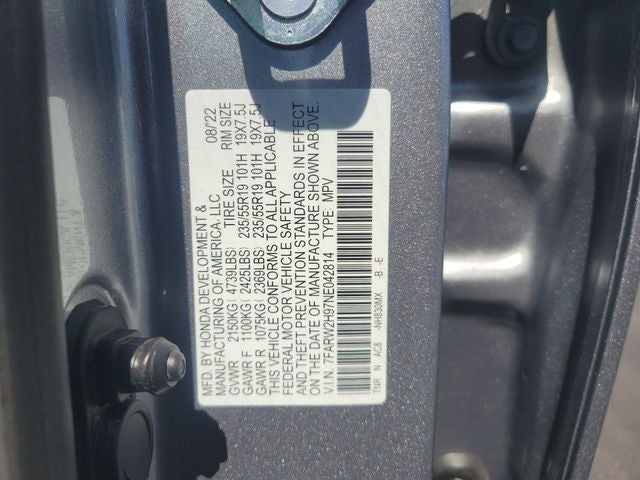 MFD. BY HONDA DEVELOPMENT &
MANUFACTURING OF AMERICA, LLC 08/22
GVWR 2150KG ( 4739LBS) TIRE SIZE RIM SIZE
GAWR F 1100KG ( 2425LBS) 235/55R19 101H 19X7.5J
GAWR R 1075KG ( 2369LBS) 235/55R19 101H 19X7.5J
THIS VEHICLE CONFORMS TO ALL APPLICABLE
FEDERAL MOTOR VEHICLE SAFETY
AND THEFT PREVENTION STANDARDS IN EFFECT
ON THE DATE OF MANUFACTURE SHOWN ABOVE.
V.I.N. 7FARW2H97NE042814 TYPE: MPV
TNR N AC8 -NH830MX -B -E